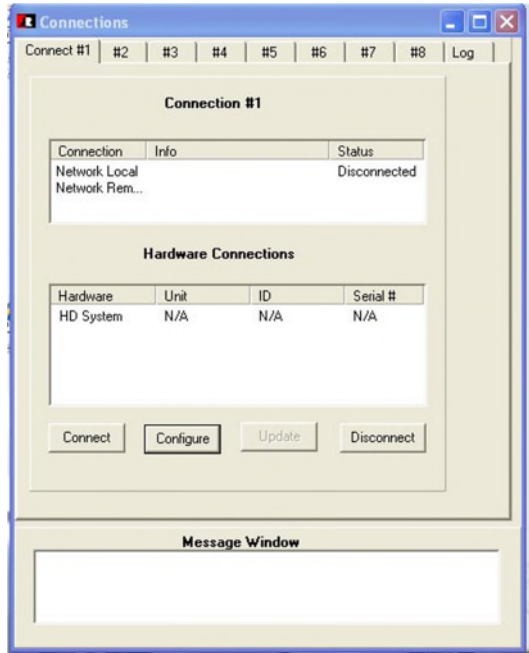 Connections
Connect #1 #2 #3 #4 #5 #6 #7 #8 Log
Connection #1
Connection Info Status
Network Local Disconnected
Network Rem...
Hardware Connections
Hardware Unit ID Serial #
HD System N/A N/A N/A
Connect Configure Update Disconnect
Message Window